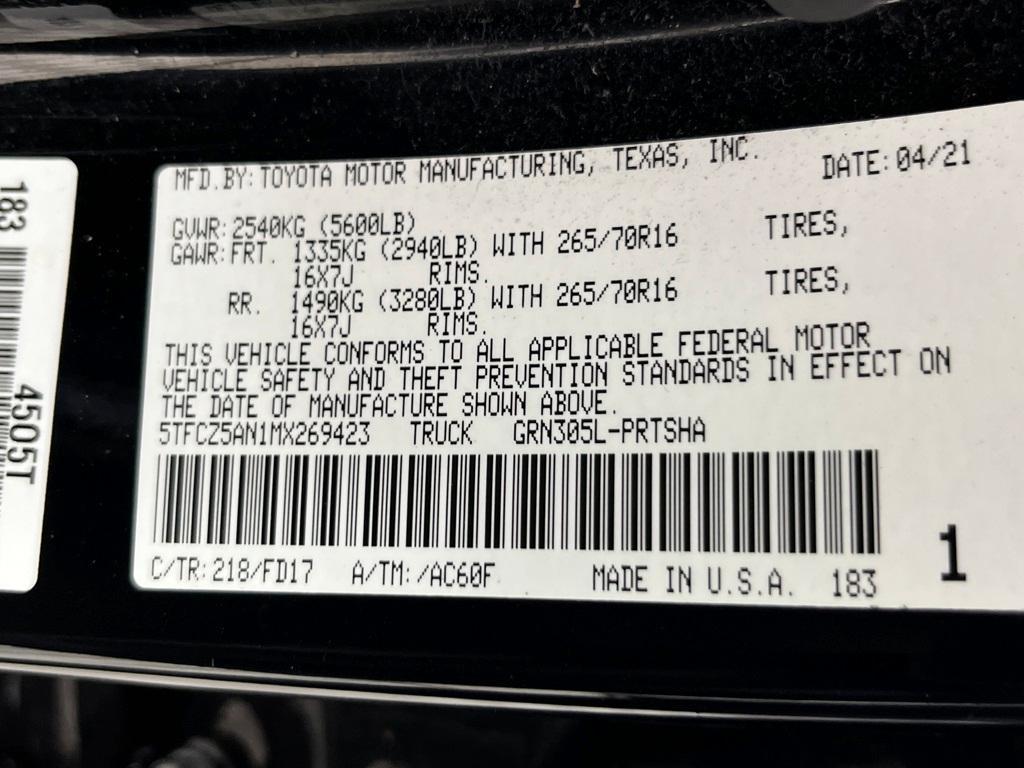 183
4505T
MFD.BY:TOYOTA MOTOR MANUFACTURING, TEXAS, INC. DATE:04/21
GVWR:2540KG (5600LB)
GAWR:FRT. 1335KG (2940LB) WITH 265/70R16 TIRES,
16X7J RIMS.
RR. 1490KG (3280LB) WITH 265/70R16 TIRES,
16X7J RIMS.
THIS VEHICLE CONFORMS TO ALL APPLICABLE FEDERAL MOTOR
VEHICLE SAFETY AND THEFT PREVENTION STANDARDS IN EFFECT ON
THE DATE OF MANUFACTURE SHOWN ABOVE.
5TFCZ5AN1MX269423 TRUCK GRN305L-PRTSHA
C/TR:218/FD17 A/TM:/AC60F MADE IN U.S.A. 183
1